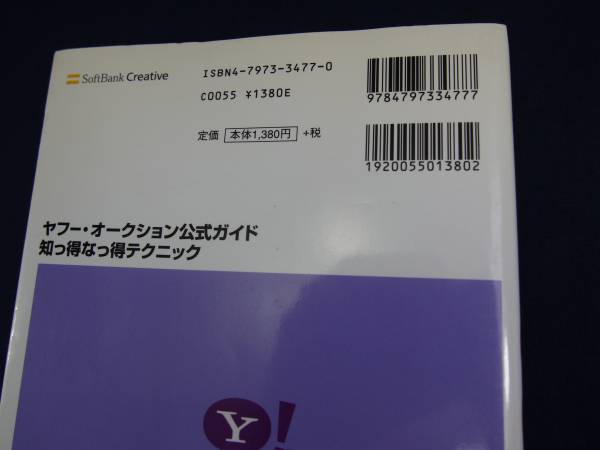 SoftBank Creative
ISBN4-7973-3477-0
C0055 ¥1380E
定価 本体1,380円 +税
9784797334777
1920055013802
ヤフー・オークション公式ガイド
知っ得なっ得テクニック
Y!